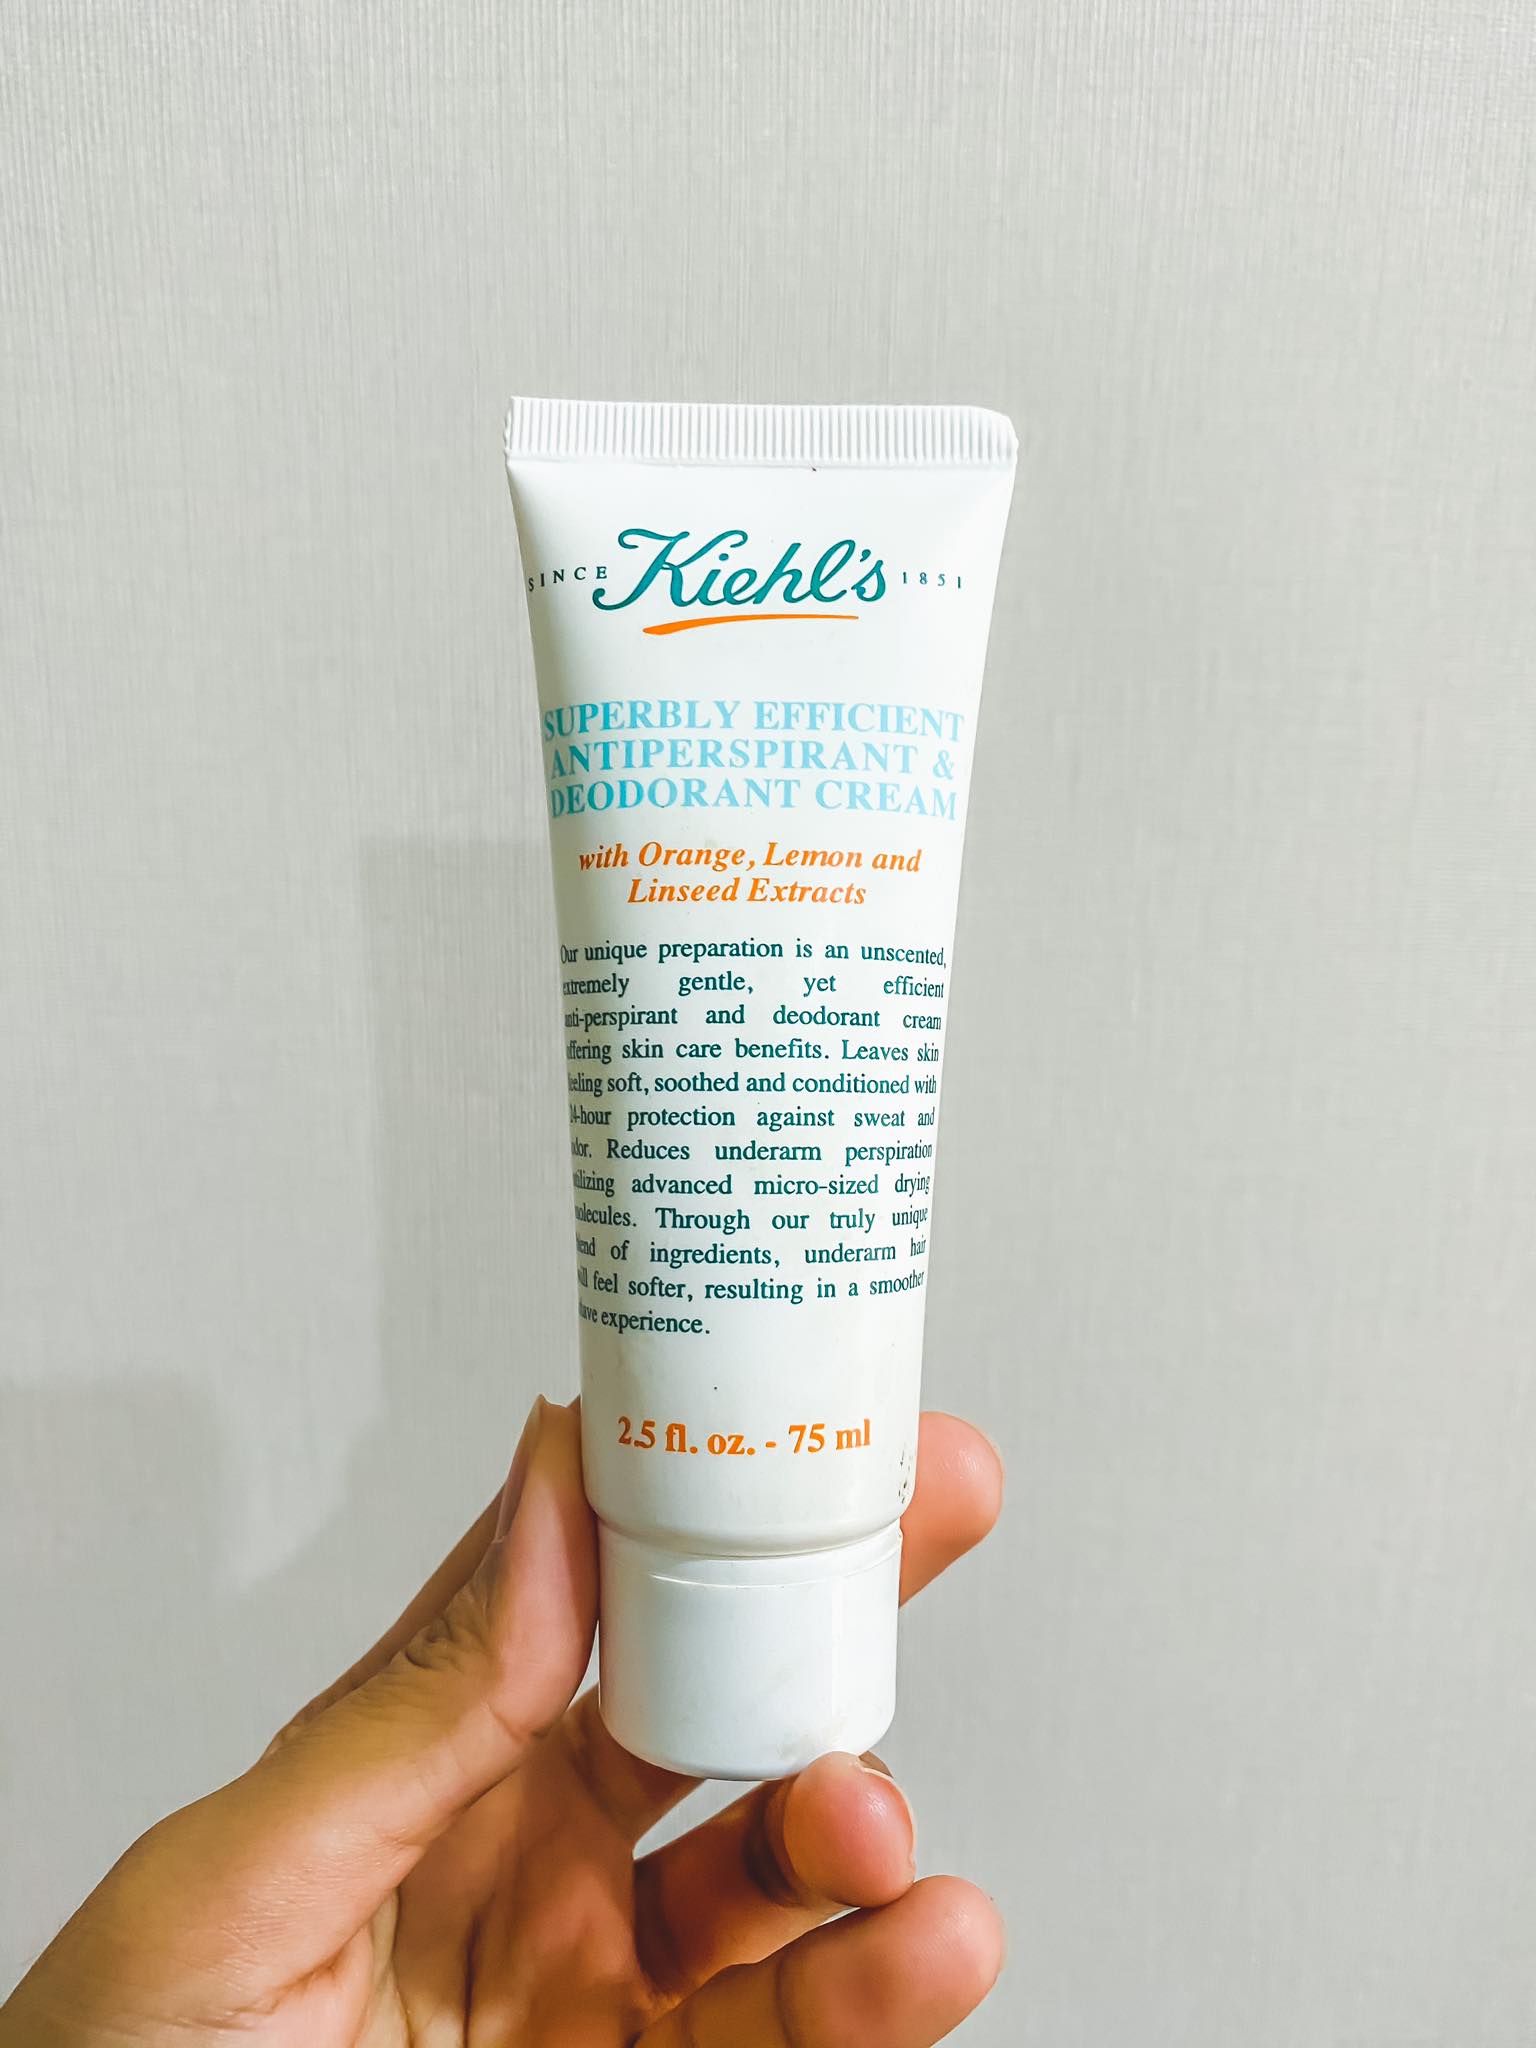 SINCE Kiehl's 1851
SUPERBLY EFFICIENT
ANTIPERSPIRANT &
DEODORANT CREAM
with Orange, Lemon and
Linseed Extracts
Our unique preparation is an unscented,
extremely gentle, yet efficient
anti-perspirant and deodorant cream
offering skin care benefits. Leaves skin
feeling soft, soothed and conditioned with
24-hour protection against sweat and
odor. Reduces underarm perspiration
utilizing advanced micro-sized drying
molecules. Through our truly unique
blend of ingredients, underarm hair
will feel softer, resulting in a smoother
shave experience.
2.5 fl. oz. - 75 ml